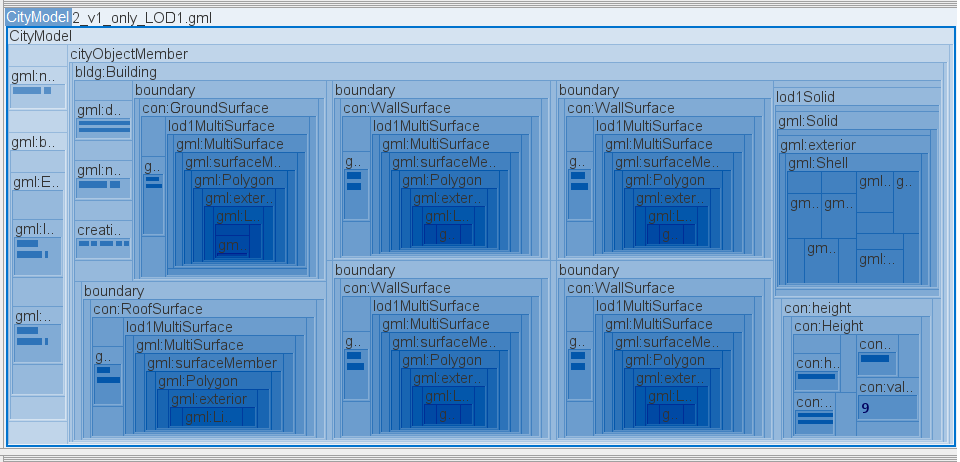 CityModel 2_v1_only_LOD1.gml
CityModel
gml:n..
gml:b..
gml:E..
gml:l..
gml:..
cityObjectMember
bldg:Building
gml:d..
gml:n..
creati..
boundary
con:GroundSurface
g..
lod1MultiSurface
gml:MultiSurface
gml:surfaceM..
gml:Polygon
gml:exter..
gml:L..
gm..
boundary
con:WallSurface
g..
lod1MultiSurface
gml:MultiSurface
gml:surfaceMe..
gml:Polygon
gml:exter..
gml:L..
g..
boundary
con:WallSurface
g..
lod1MultiSurface
gml:MultiSurface
gml:surfaceMe..
gml:Polygon
gml:exter..
gml:L..
g..
lod1Solid
gml:Solid
gml:exterior
gml:Shell
gml.. g..
gm.. gm..
gm.. gml:..
boundary
con:RoofSurface
g..
lod1MultiSurface
gml:MultiSurface
gml:surfaceMember
gml:Polygon
gml:exterior
gml:Li..
boundary
con:WallSurface
g..
lod1MultiSurface
gml:MultiSurface
gml:surfaceMe..
gml:Polygon
gml:exter..
gml:L..
g..
boundary
con:WallSurface
g..
lod1MultiSurface
gml:MultiSurface
gml:surfaceMe..
gml:Polygon
gml:exter..
gml:L..
g..
con:height
con:Height
con:h..
con:..
con..
con:val..
9